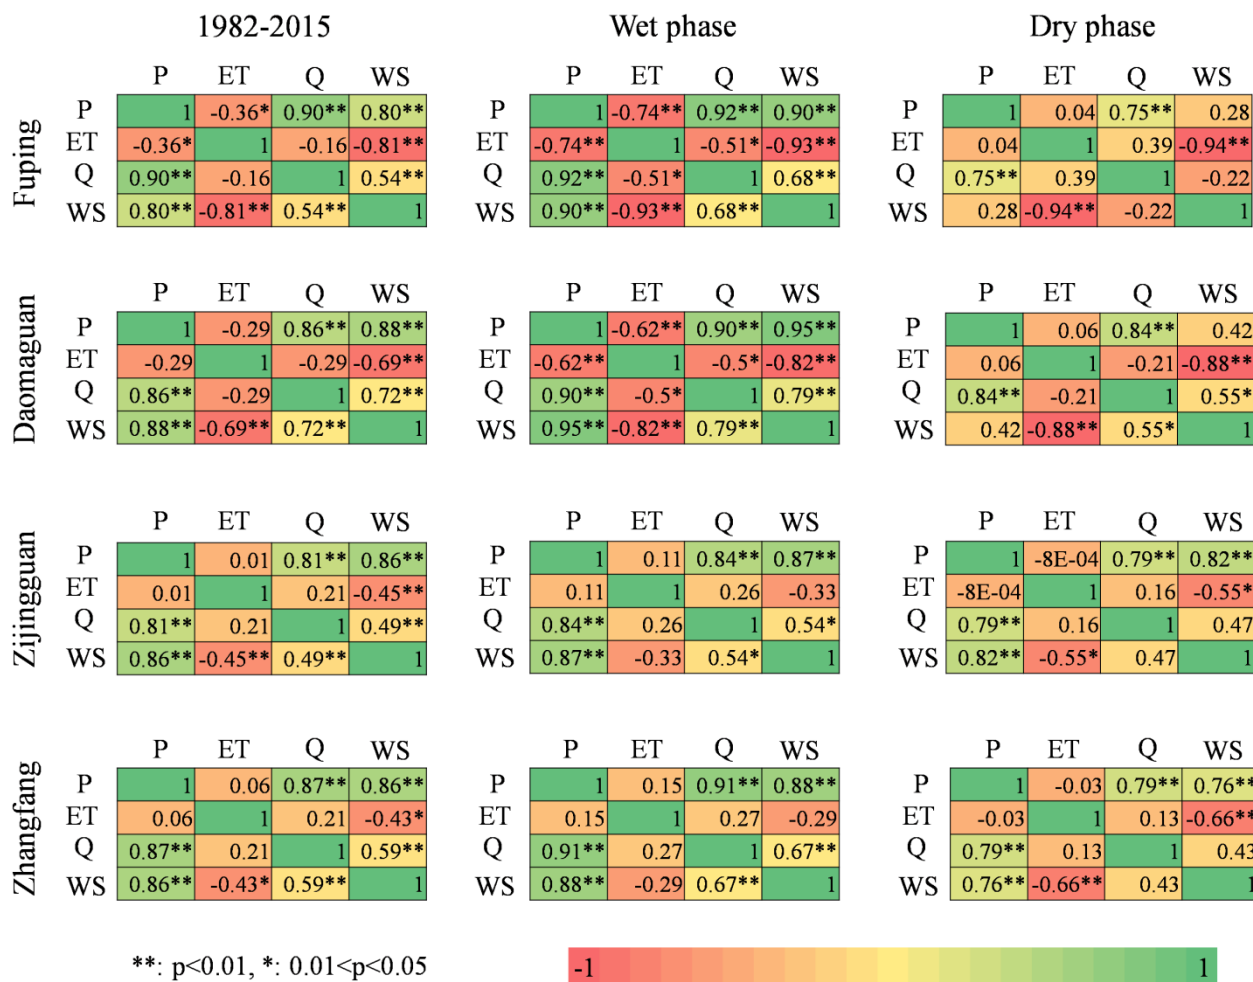 1982-2015 Wet phase Dry phase
Fuping
P ET Q WS P ET Q WS P ET Q WS
P 1 -0.36* 0.90** 0.80** P 1 -0.74** 0.92** 0.90** P 1 0.04 0.75** 0.28
ET -0.36* 1 -0.16 -0.81** ET -0.74** 1 -0.51* -0.93** ET 0.04 1 0.39 -0.94**
Q 0.90** -0.16 1 0.54** Q 0.92** -0.51* 1 0.68** Q 0.75** 0.39 1 -0.22
WS 0.80** -0.81** 0.54** 1 WS 0.90** -0.93** 0.68** 1 WS 0.28 -0.94** -0.22 1
Daomaguan
P ET Q WS P ET Q WS P ET Q WS
P 1 -0.29 0.86** 0.88** P 1 -0.62** 0.90** 0.95** P 1 0.06 0.84** 0.42
ET -0.29 1 -0.29 -0.69** ET -0.62** 1 -0.5* -0.82** ET 0.06 1 -0.21 -0.88**
Q 0.86** -0.29 1 0.72** Q 0.90** -0.5* 1 0.79** Q 0.84** -0.21 1 0.55*
WS 0.88** -0.69** 0.72** 1 WS 0.95** -0.82** 0.79** 1 WS 0.42 -0.88** 0.55* 1
Zijingguan
P ET Q WS P ET Q WS P ET Q WS
P 1 0.01 0.81** 0.86** P 1 0.11 0.84** 0.87** P 1 -8E-04 0.79** 0.82**
ET 0.01 1 0.21 -0.45** ET 0.11 1 0.26 -0.33 ET -8E-04 1 0.16 -0.55*
Q 0.81** 0.21 1 0.49** Q 0.84** 0.26 1 0.54* Q 0.79** 0.16 1 0.47
WS 0.86** -0.45** 0.49** 1 WS 0.87** -0.33 0.54* 1 WS 0.82** -0.55* 0.47 1
Zhangfang
P ET Q WS P ET Q WS P ET Q WS
P 1 0.06 0.87** 0.86** P 1 0.15 0.91** 0.88** P 1 -0.03 0.79** 0.76**
ET 0.06 1 0.21 -0.43* ET 0.15 1 0.27 -0.29 ET -0.03 1 0.13 -0.66**
Q 0.87** 0.21 1 0.59** Q 0.91** 0.27 1 0.67** Q 0.79** 0.13 1 0.43
WS 0.86** -0.43* 0.59** 1 WS 0.88** -0.29 0.67** 1 WS 0.76** -0.66** 0.43 1
**: p<0.01, *: 0.01<p<0.05 -1 1